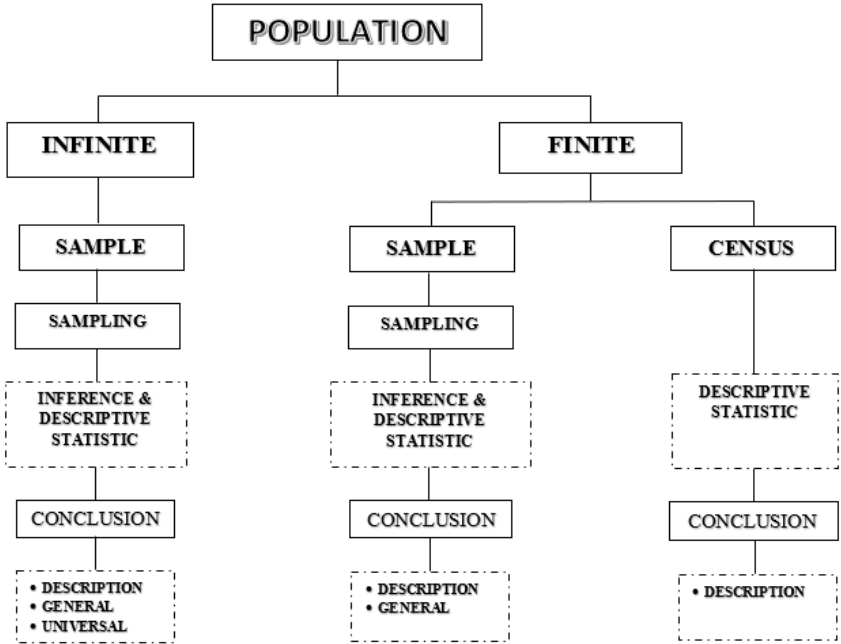 POPULATION
INFINITE
FINITE
SAMPLE
SAMPLE
CENSUS
SAMPLING
SAMPLING
INFERENCE &
DESCRIPTIVE
STATISTIC
INFERENCE &
DESCRIPTIVE
STATISTIC
DESCRIPTIVE
STATISTIC
CONCLUSION
CONCLUSION
CONCLUSION
• DESCRIPTION
• GENERAL
• UNIVERSAL
• DESCRIPTION
• GENERAL
• DESCRIPTION